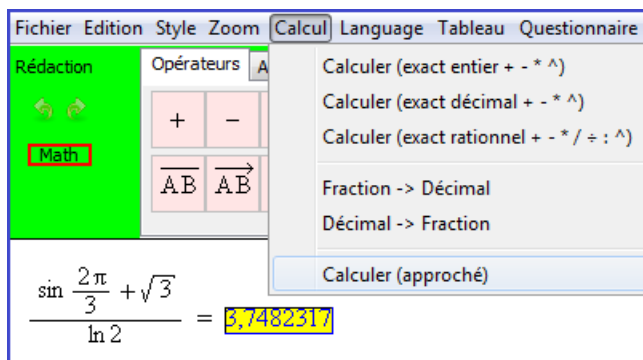 Fichier Edition Style Zoom Calcul Language Tableau Questionnaire
Rédaction
Opérateurs A
Math
+ −
AB AB
Calculer (exact entier + - * ^)
Calculer (exact décimal + - * ^)
Calculer (exact rationnel + - * / ÷ : ^)
Fraction -> Décimal
Décimal -> Fraction
Calculer (approché)
sin 2π/3 + √3
ln 2
= 3,7482317